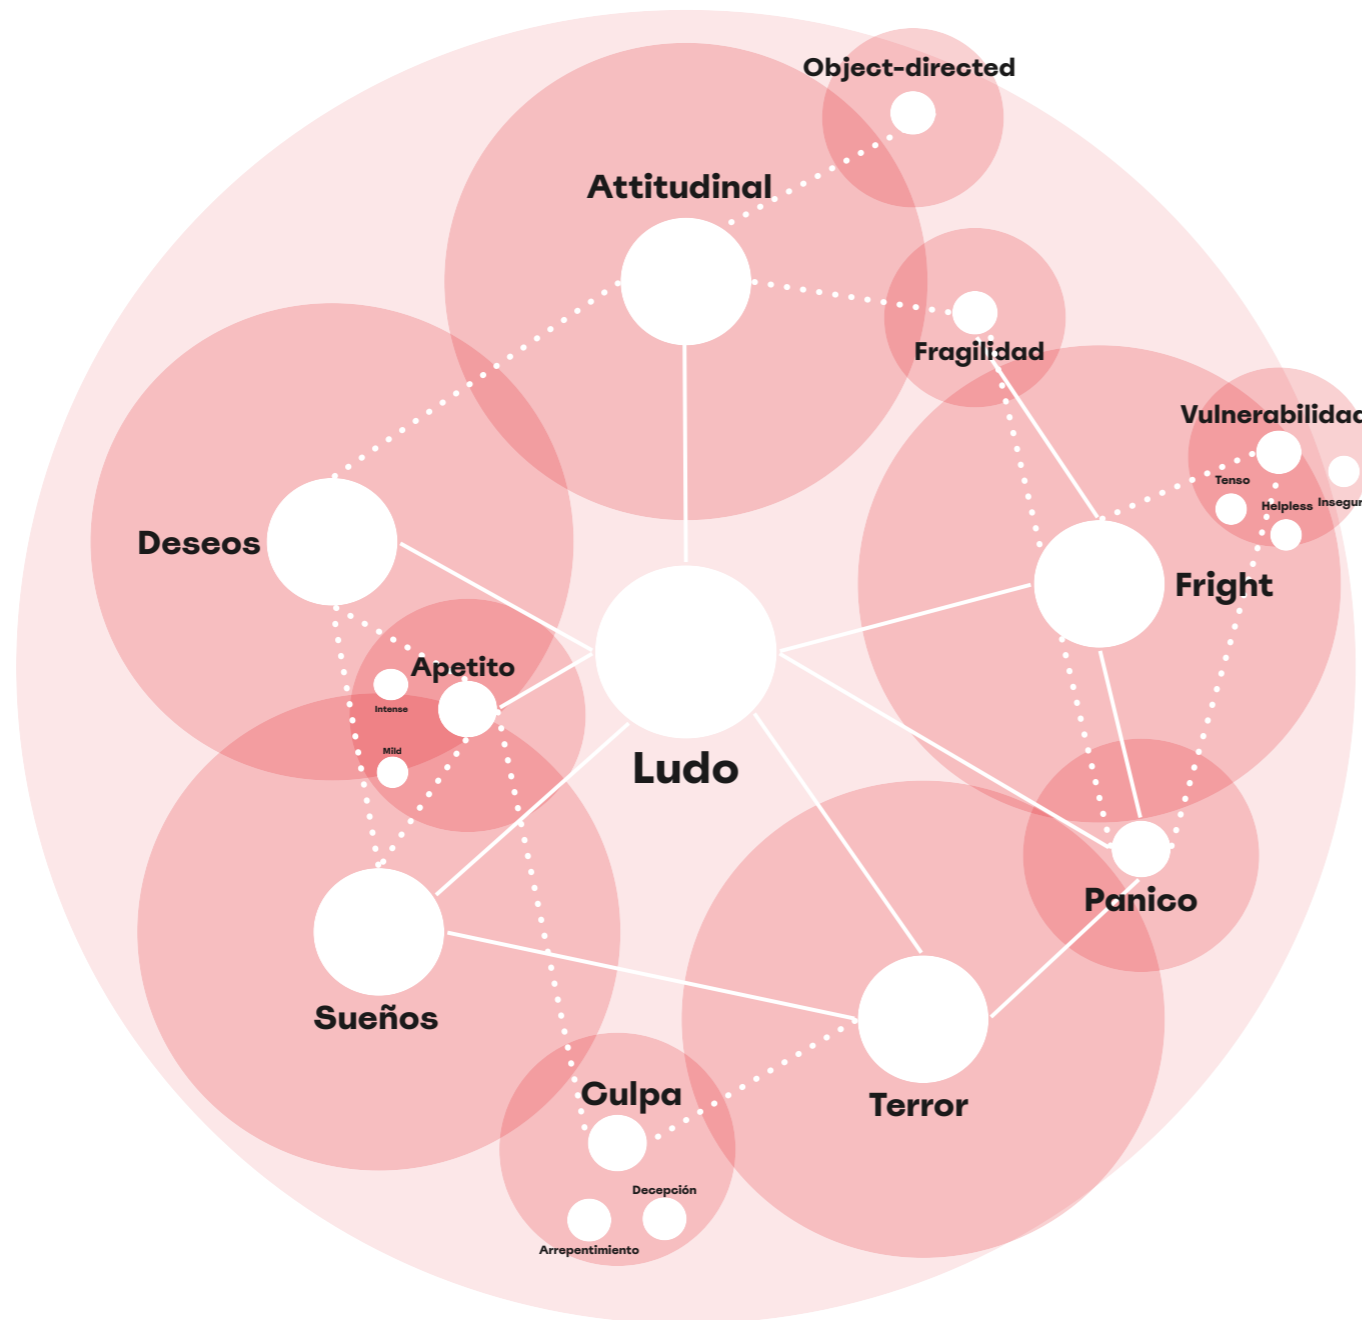 Object-directed
Attitudinal
Fragilidad
Vulnerabilidad
Tenso
Helpless
Insegur
Deseos
Fright
Apetito
Intense
Mild
Ludo
Panico
Sueños
Culpa
Terror
Decepción
Arrepentimiento